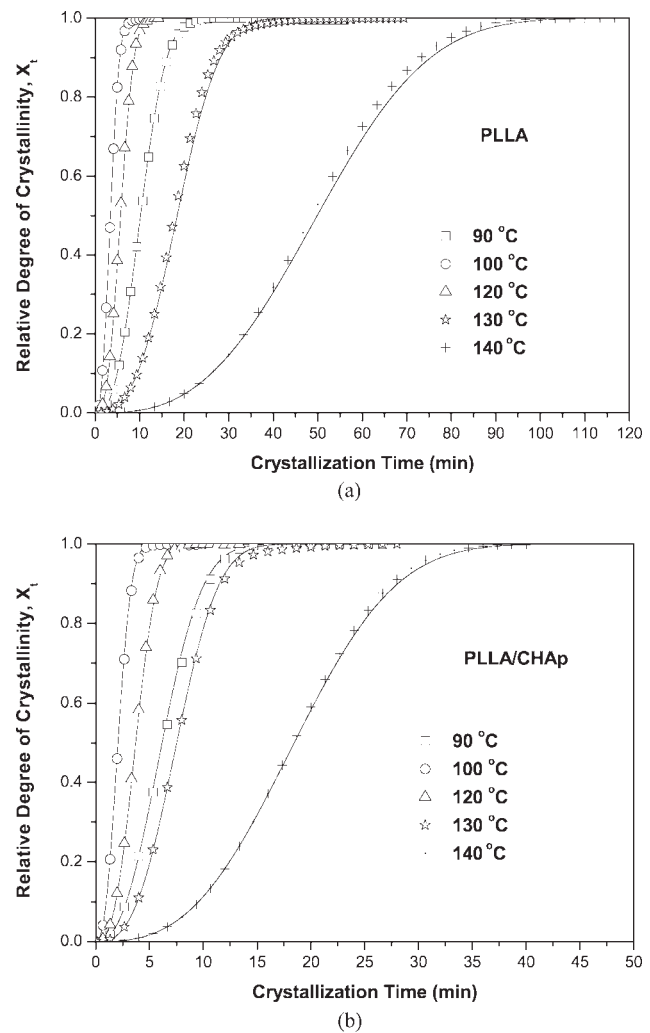 1.0
0.8
0.6
0.4
0.2
0.0
Relative Degree of Crystallinity, Xt
PLLA
90 °C
100 °C
120 °C
130 °C
140 °C
0 10 20 30 40 50 60 70 80 90 100 110 120
Crystallization Time (min)
(a)
1.0
0.8
0.6
0.4
0.2
0.0
Relative Degree of Crystallinity, Xt
PLLA/CHAp
90 °C
100 °C
120 °C
130 °C
140 °C
0 5 10 15 20 25 30 35 40 45 50
Crystallization Time (min)
(b)